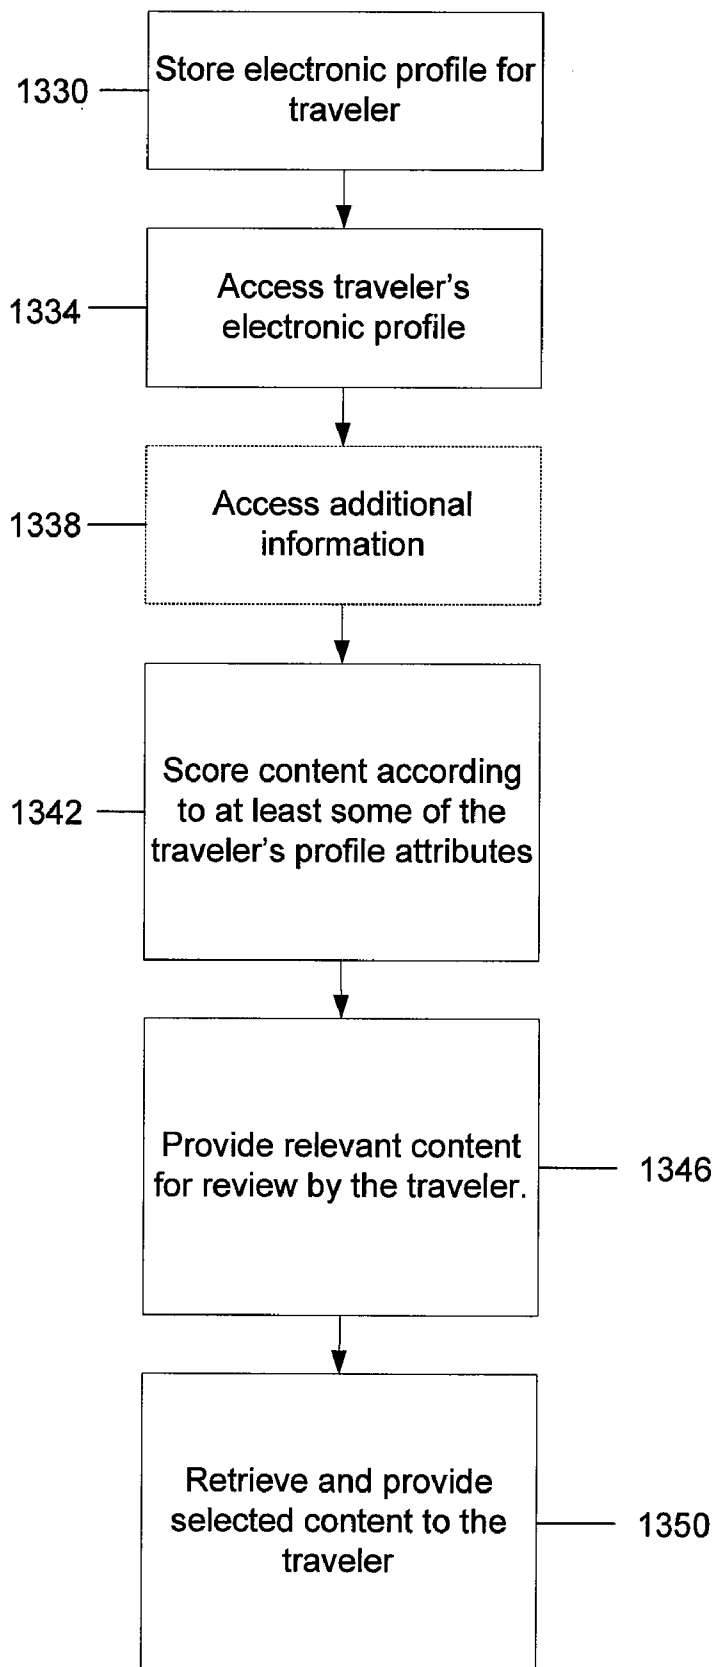 Store electronic profile for
traveler
1330
Access traveler's
electronic profile
1334
Access additional
information
1338
Score content according
to at least some of the
traveler's profile attributes
1342
Provide relevant content
for review by the traveler.
1346
Retrieve and provide
selected content to the
traveler
1350